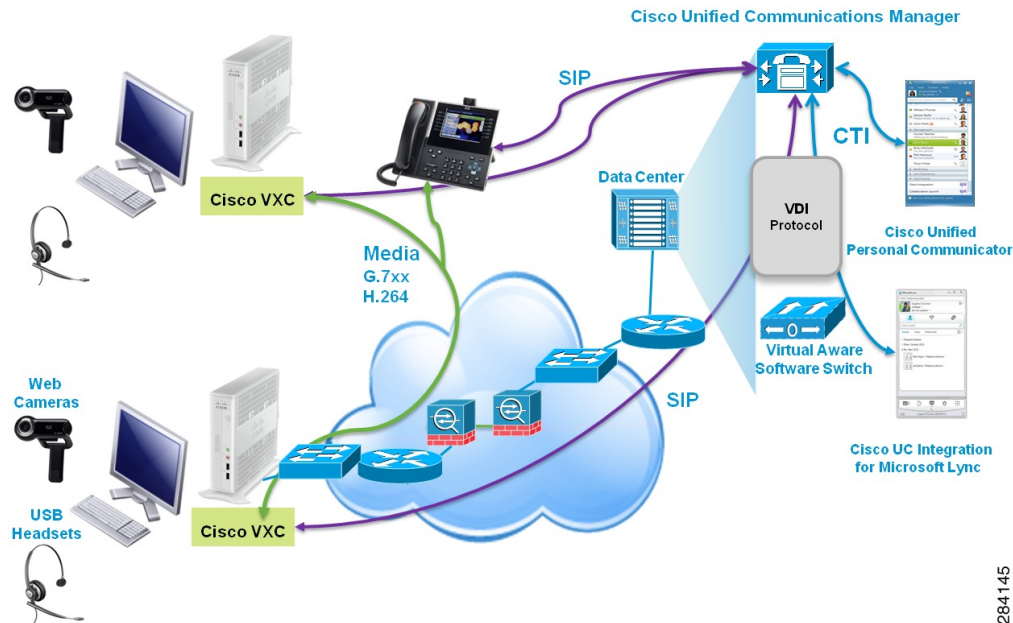 Cisco Unified Communications Manager
SIP
CTI
Cisco VXC
Data Center
VDI
Protocol
Cisco Unified
Personal Communicator
Media
G.7xx
H.264
Virtual Aware
Software Switch
Web
Cameras
SIP
Cisco UC Integration
for Microsoft Lync
USB
Headsets
Cisco VXC
284145